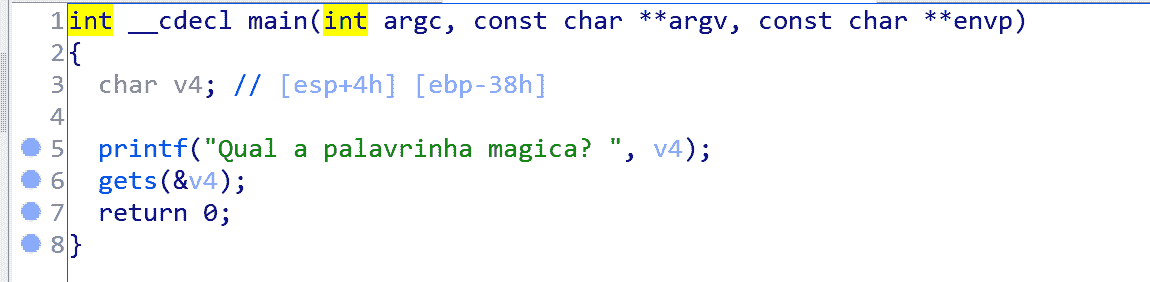 1 int __cdecl main(int argc, const char **argv, const char **envp)
2 {
3   char v4; // [esp+4h] [ebp-38h]
4
5   printf("Qual a palavrinha magica? ", v4);
6   gets(&v4);
7   return 0;
8 }